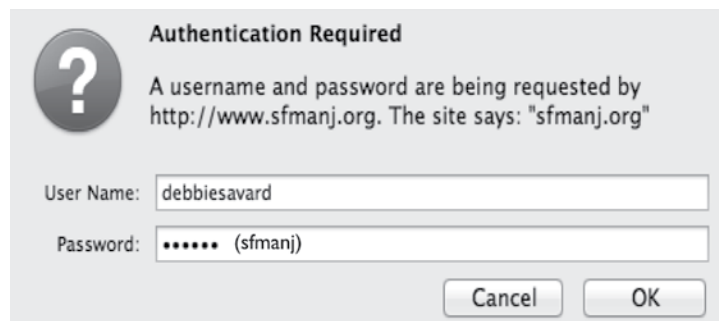 Authentication Required
A username and password are being requested by
http://www.sfmanj.org. The site says: "sfmanj.org"
User Name: debbiesavard
Password: •••••• (sfmanj)
Cancel OK